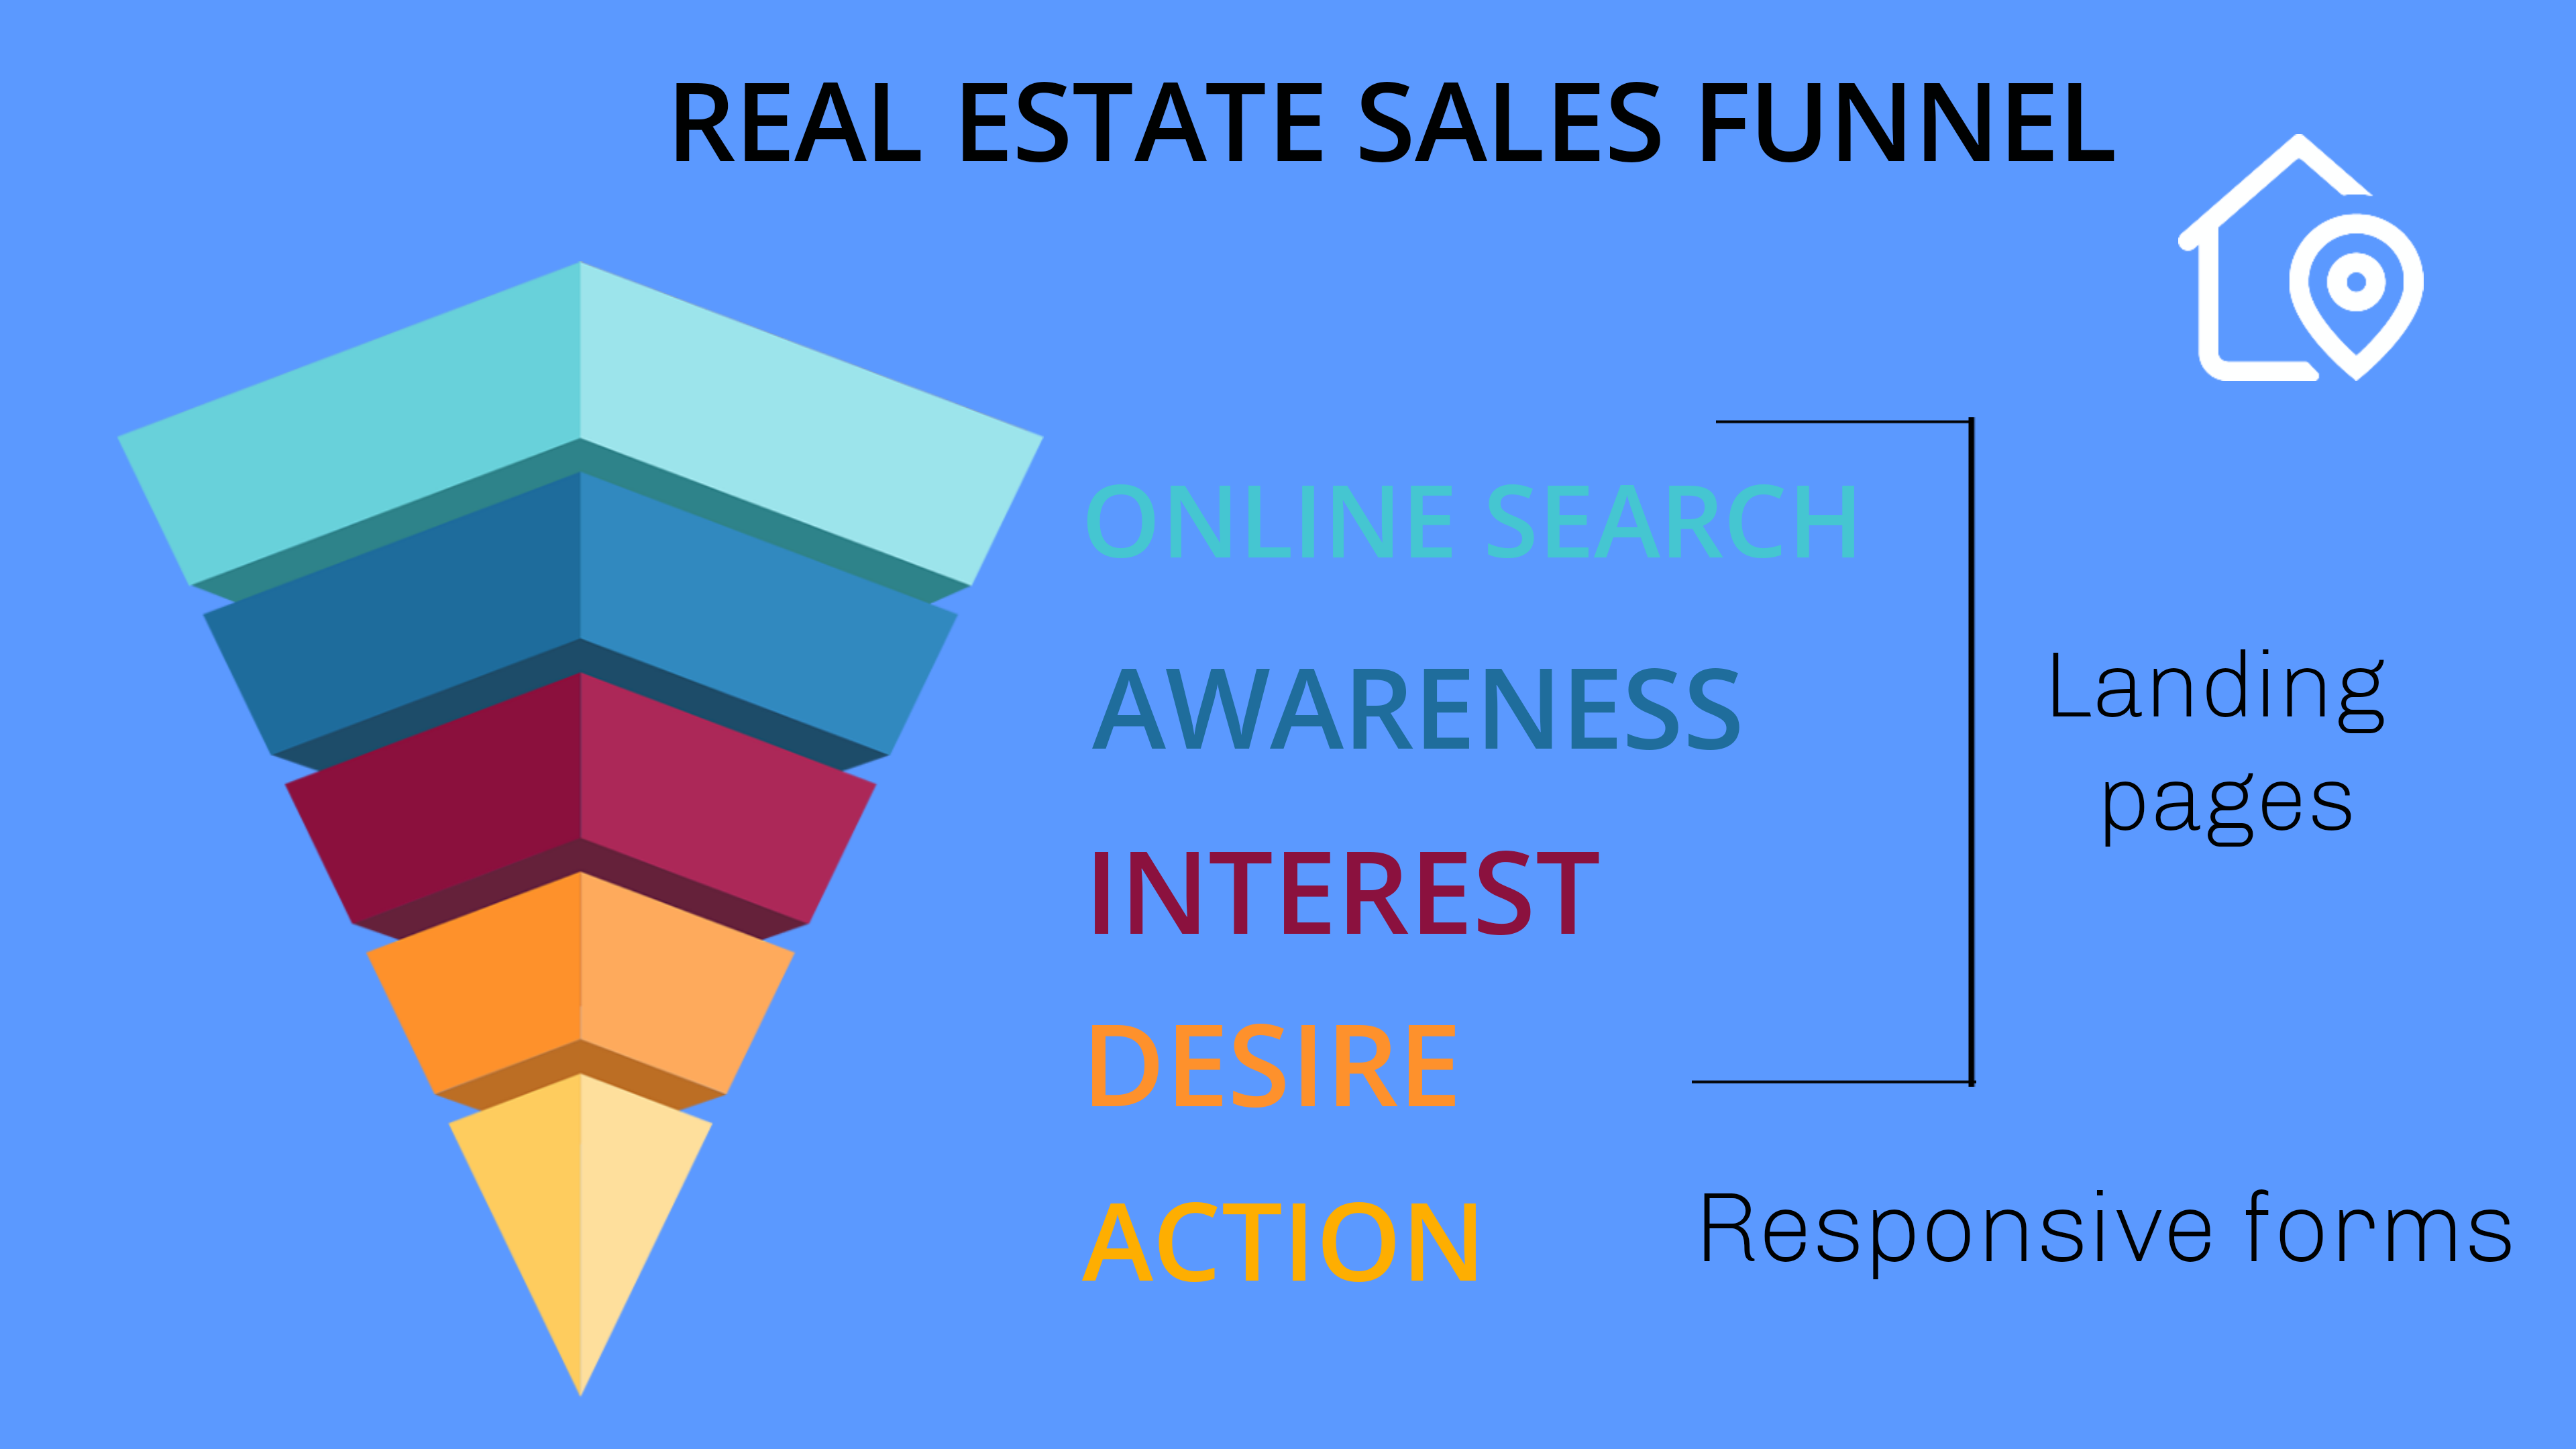 REAL ESTATE SALES FUNNEL
ONLINE SEARCH
AWARENESS
INTEREST
DESIRE
ACTION
Landing
pages
Responsive forms